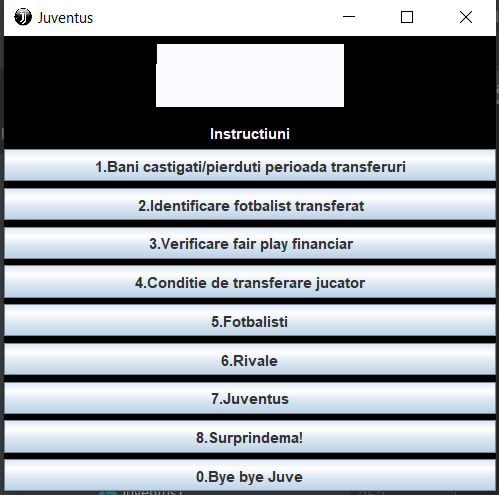 Juventus
Instructiuni
1.Bani castigati/pierduti perioada transferuri
2.Identificare fotbalist transferat
3.Verificare fair play financiar
4.Conditie de transferare jucator
5.Fotbalisti
6.Rivale
7.Juventus
8.Surprindema!
0.Bye bye Juve